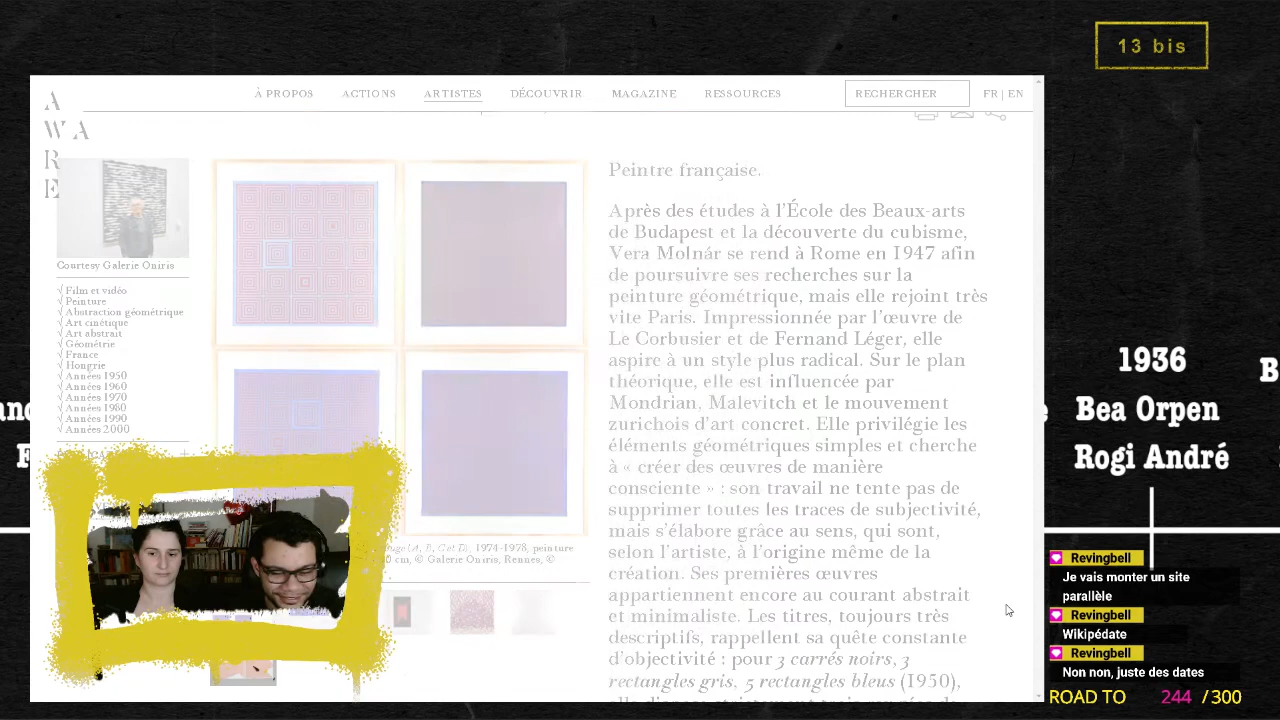 13 bis
A
WA
R
E
À PROPOS ACTIONS ARTISTES DÉCOUVRIR MAGAZINE RESSOURCES RECHERCHER FR | EN
Courtesy Galerie Oniris
√ Film et vidéo
√ Peinture
√ Abstraction géométrique
√ Art cinétique
√ Art abstrait
√ Géométrie
√ France
√ Hongrie
√ Années 1950
√ Années 1960
√ Années 1970
√ Années 1980
√ Années 1990
√ Années 2000
(A, B, C et D), 1974-1978, peinture
0 cm, © Galerie Oniris, Rennes, ©
Peintre française.
Après des études à l'École des Beaux-arts
de Budapest et la découverte du cubisme,
Vera Molnár se rend à Rome en 1947 afin
de poursuivre ses recherches sur la
peinture géométrique, mais elle rejoint très
vite Paris. Impressionnée par l'œuvre de
Le Corbusier et de Fernand Léger, elle
aspire à un style plus radical. Sur le plan
théorique, elle est influencée par
Mondrian, Malevitch et le mouvement
zurichois d'art concret. Elle privilégie les
éléments géométriques simples et cherche
à « créer des œuvres de manière
consciente » : son travail ne tente pas de
supprimer toutes les traces de subjectivité,
mais s'élabore grâce au sens, qui sont,
selon l'artiste, à l'origine même de la
création. Ses premières œuvres
appartiennent encore au courant abstrait
et minimaliste. Les titres, toujours très
descriptifs, rappellent sa quête constante
d'objectivité : pour 3 carrés noirs, 3
rectangles gris, 5 rectangles bleus (1950),
1936
Bea Orpen
Rogi André
Revingbell
Je vais monter un site
parallèle
Revingbell
Wikipédate
Revingbell
Non non, juste des dates
ROAD TO 244 / 300